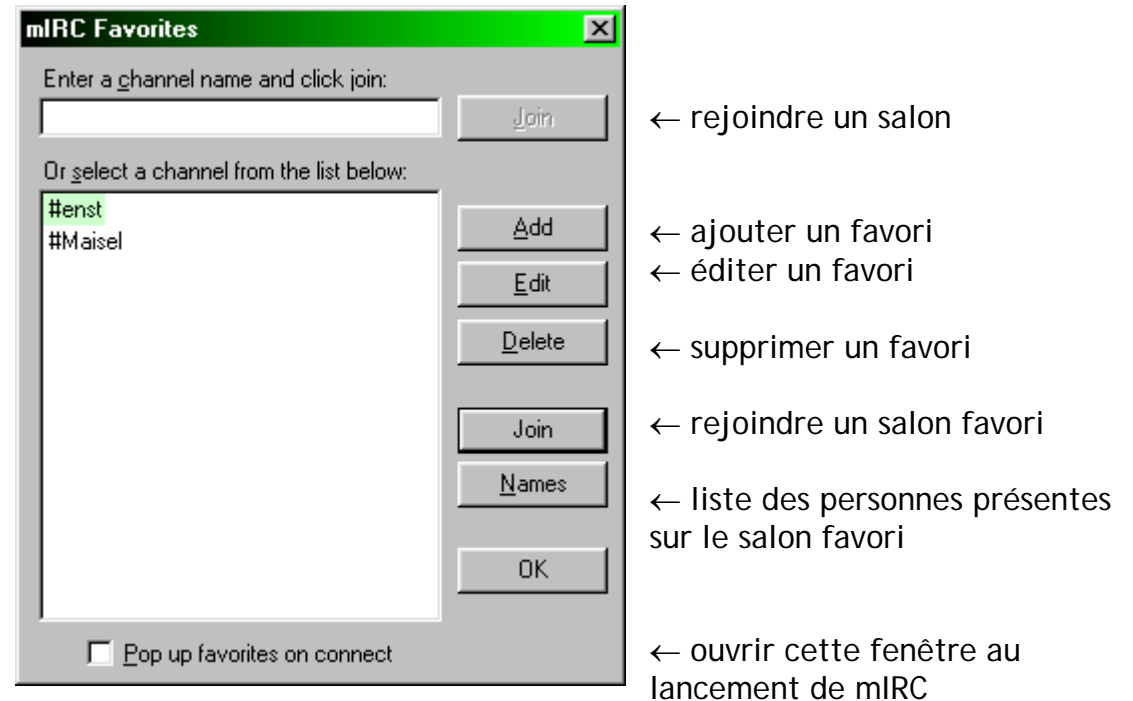 mIRC Favorites
Enter a channel name and click join:
Join
← rejoindre un salon
Or select a channel from the list below:
#enst
#Maisel
Add
← ajouter un favori
Edit
← éditer un favori
Delete
← supprimer un favori
Join
← rejoindre un salon favori
Names
← liste des personnes présentes
sur le salon favori
OK
Pop up favorites on connect
← ouvrir cette fenêtre au
lancement de mIRC